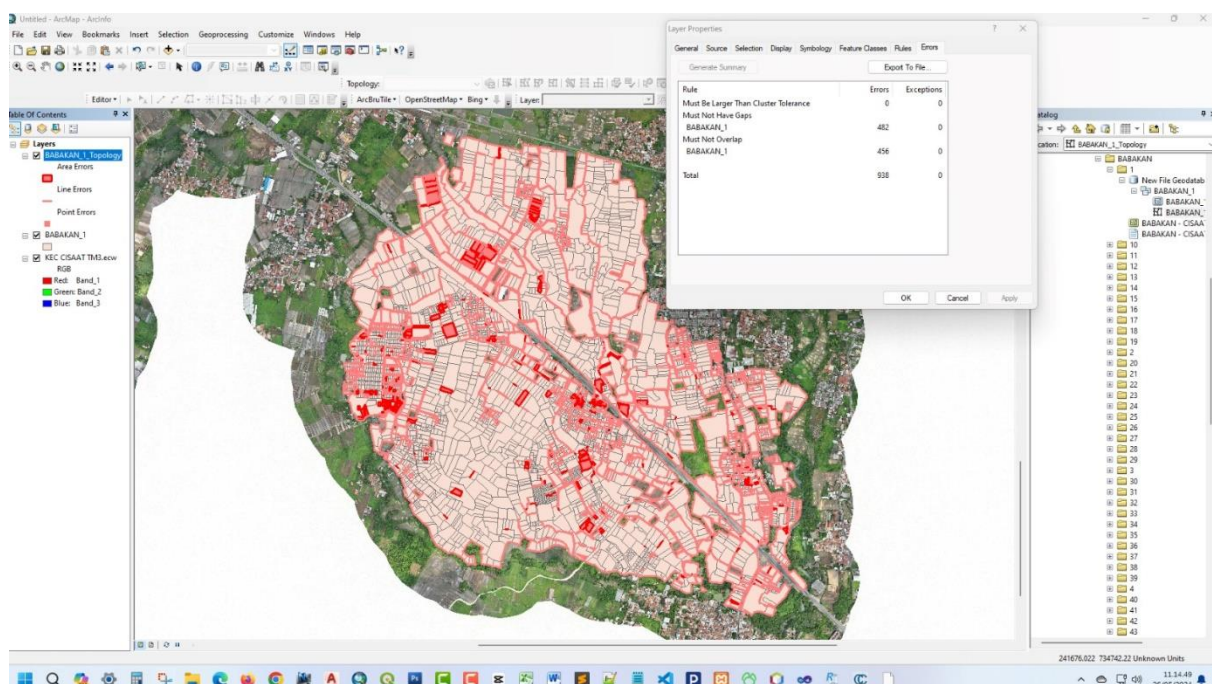 Untitled - ArcMap - ArcInfo
File Edit View Bookmarks Insert Selection Geoprocessing Customize Windows Help
Topology:
Editor
ArcBruTile
OpenStreetMap
Bing
Layer:
Table Of Contents
Layers
BABAKAN_1_Topology
Area Errors
Line Errors
Point Errors
BABAKAN_1
KEC CISAAT TM3.ecw
RGB
Red: Band_1
Green: Band_2
Blue: Band_3
Layer Properties
General Source Selection Display Symbology Feature Classes Rules Errors
Generate Summary Export To File...
Rule Errors Exceptions
Must Be Larger Than Cluster Tolerance 0 0
Must Not Have Gaps
BABAKAN_1 482 0
Must Not Overlap
BABAKAN_1 456 0
Total 938 0
OK Cancel Apply
atalog
cation: BABAKAN_1_Topology
BABAKAN
1
New File Geodatab
BABAKAN_1
BABAKAN_
BABAKAN_
BABAKAN - CISAA
BABAKAN - CISAA
10
11
12
13
14
15
16
17
18
19
2
20
21
22
23
24
25
26
27
28
29
3
30
31
32
33
34
35
36
37
38
39
4
40
41
42
43
241676.022 734742.22 Unknown Units
11.14.49